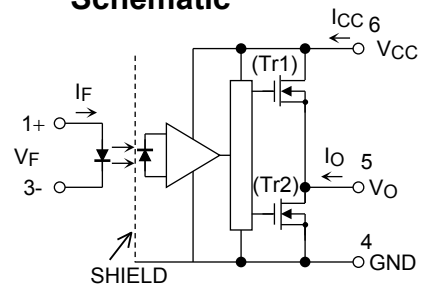 Schematic
ICC 6
VCC
(Tr1)
IF
1+
VF
3-
IO 5
VO
(Tr2)
4
GND
SHIELD